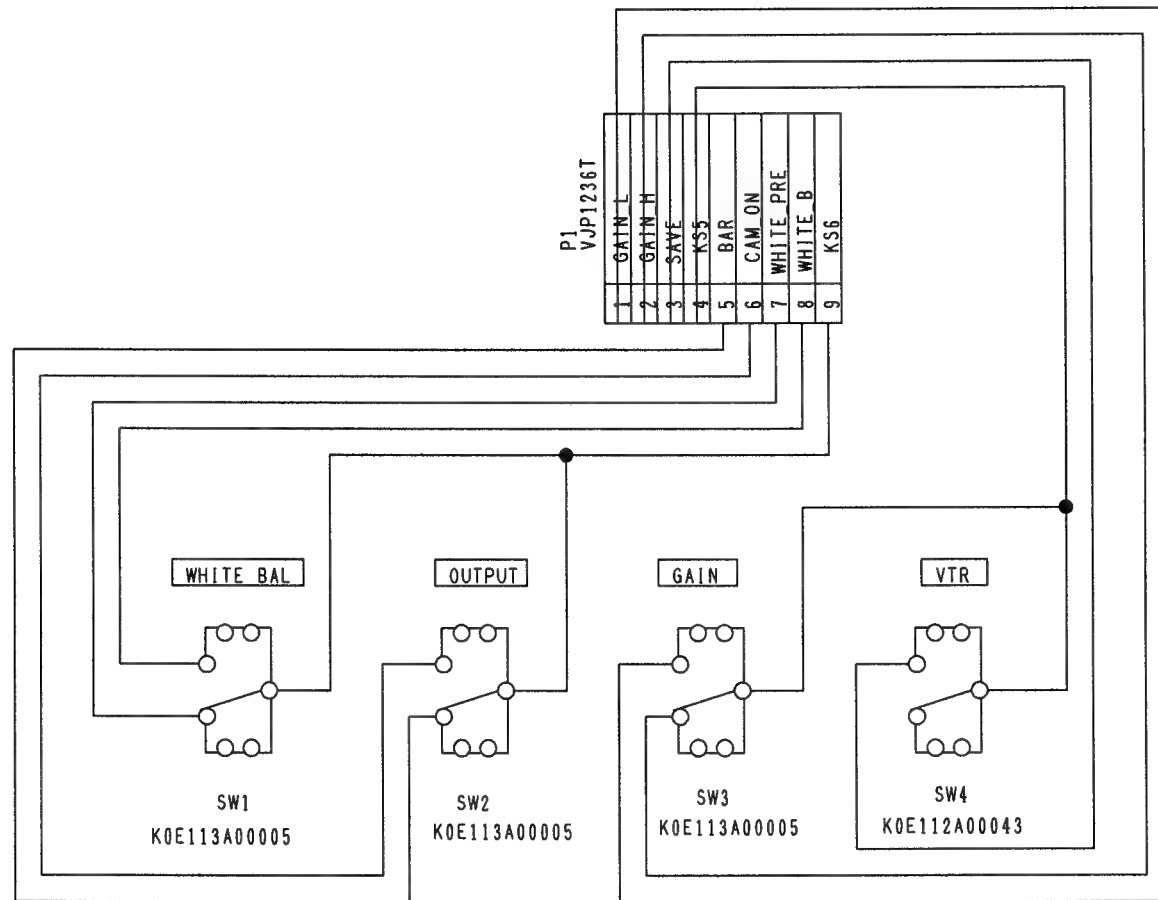 P1
VJP1236T
1 GAIN_L
2 GAIN_H
3 SAVE
4 KS5
5 BAR
6 CAM_ON
7 WHITE_PRE
8 WHITE_B
9 KS6
WHITE BAL
OUTPUT
GAIN
VTR
SW1
K0E113A00005
SW2
K0E113A00005
SW3
K0E113A00005
SW4
K0E112A00043